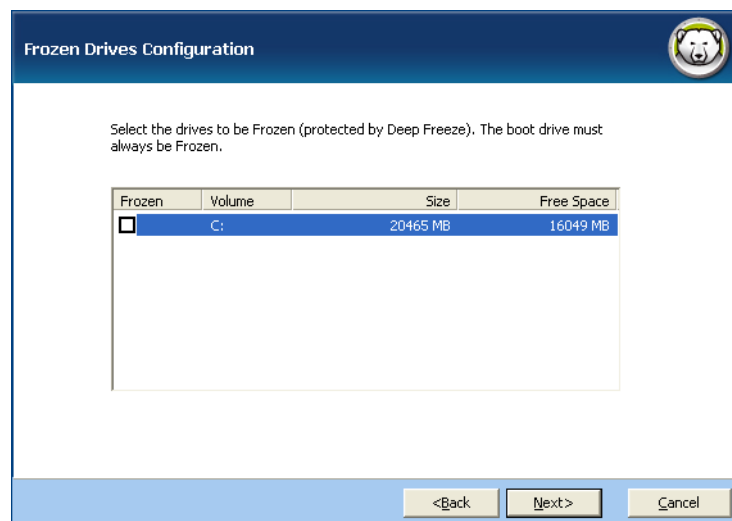 Frozen Drives Configuration
Select the drives to be Frozen (protected by Deep Freeze). The boot drive must
always be Frozen.
Frozen Volume Size Free Space
C: 20465 MB 16049 MB
<Back Next> Cancel